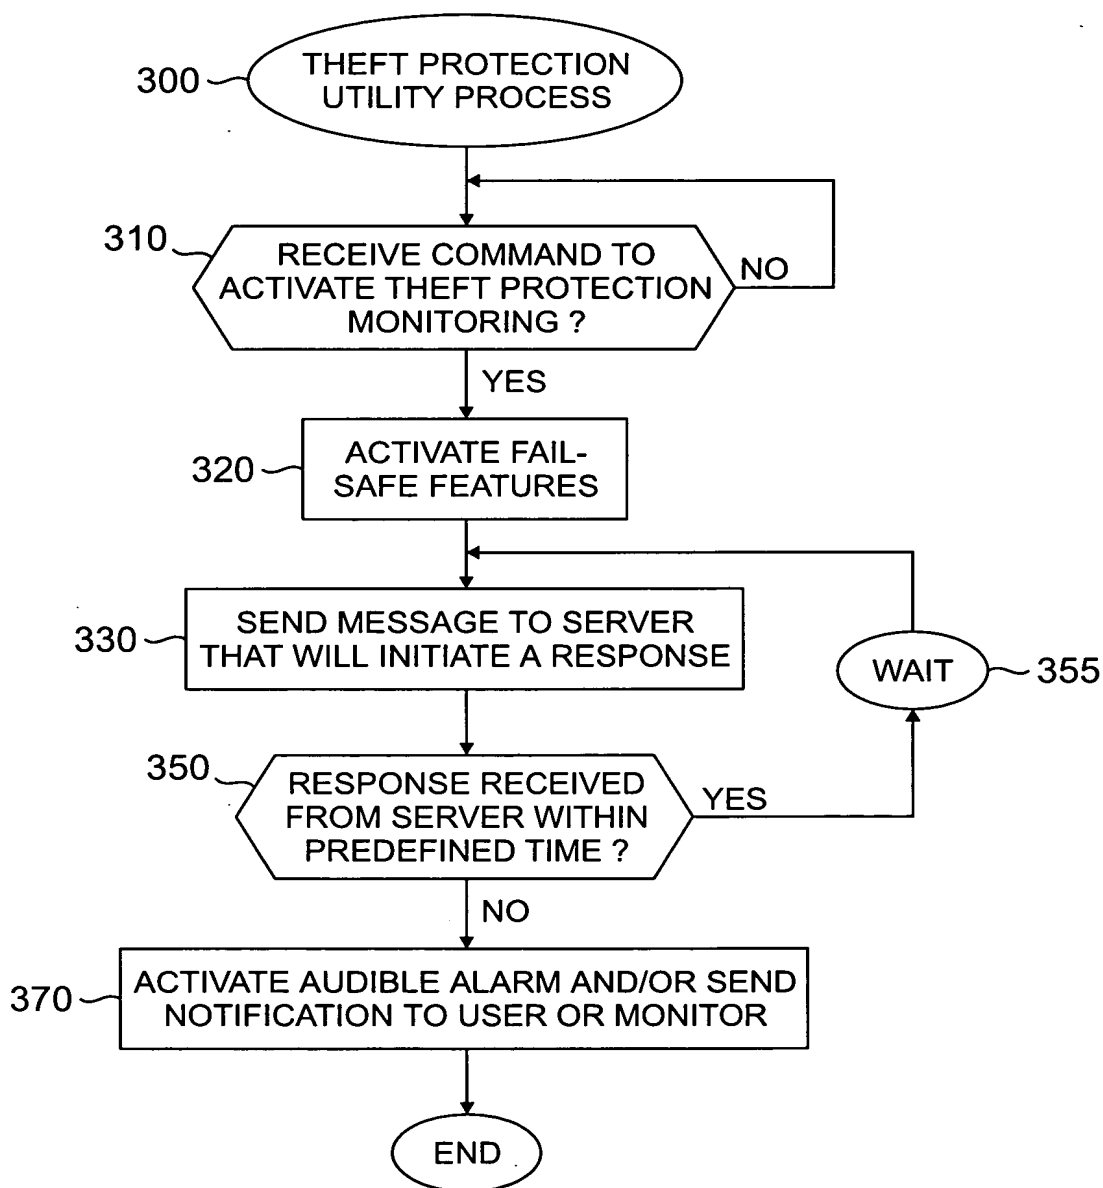 300
THEFT PROTECTION
UTILITY PROCESS
310
RECEIVE COMMAND TO
ACTIVATE THEFT PROTECTION
MONITORING ?
NO
YES
320
ACTIVATE FAIL-
SAFE FEATURES
330
SEND MESSAGE TO SERVER
THAT WILL INITIATE A RESPONSE
WAIT
355
350
RESPONSE RECEIVED
FROM SERVER WITHIN
PREDEFINED TIME ?
YES
NO
370
ACTIVATE AUDIBLE ALARM AND/OR SEND
NOTIFICATION TO USER OR MONITOR
END